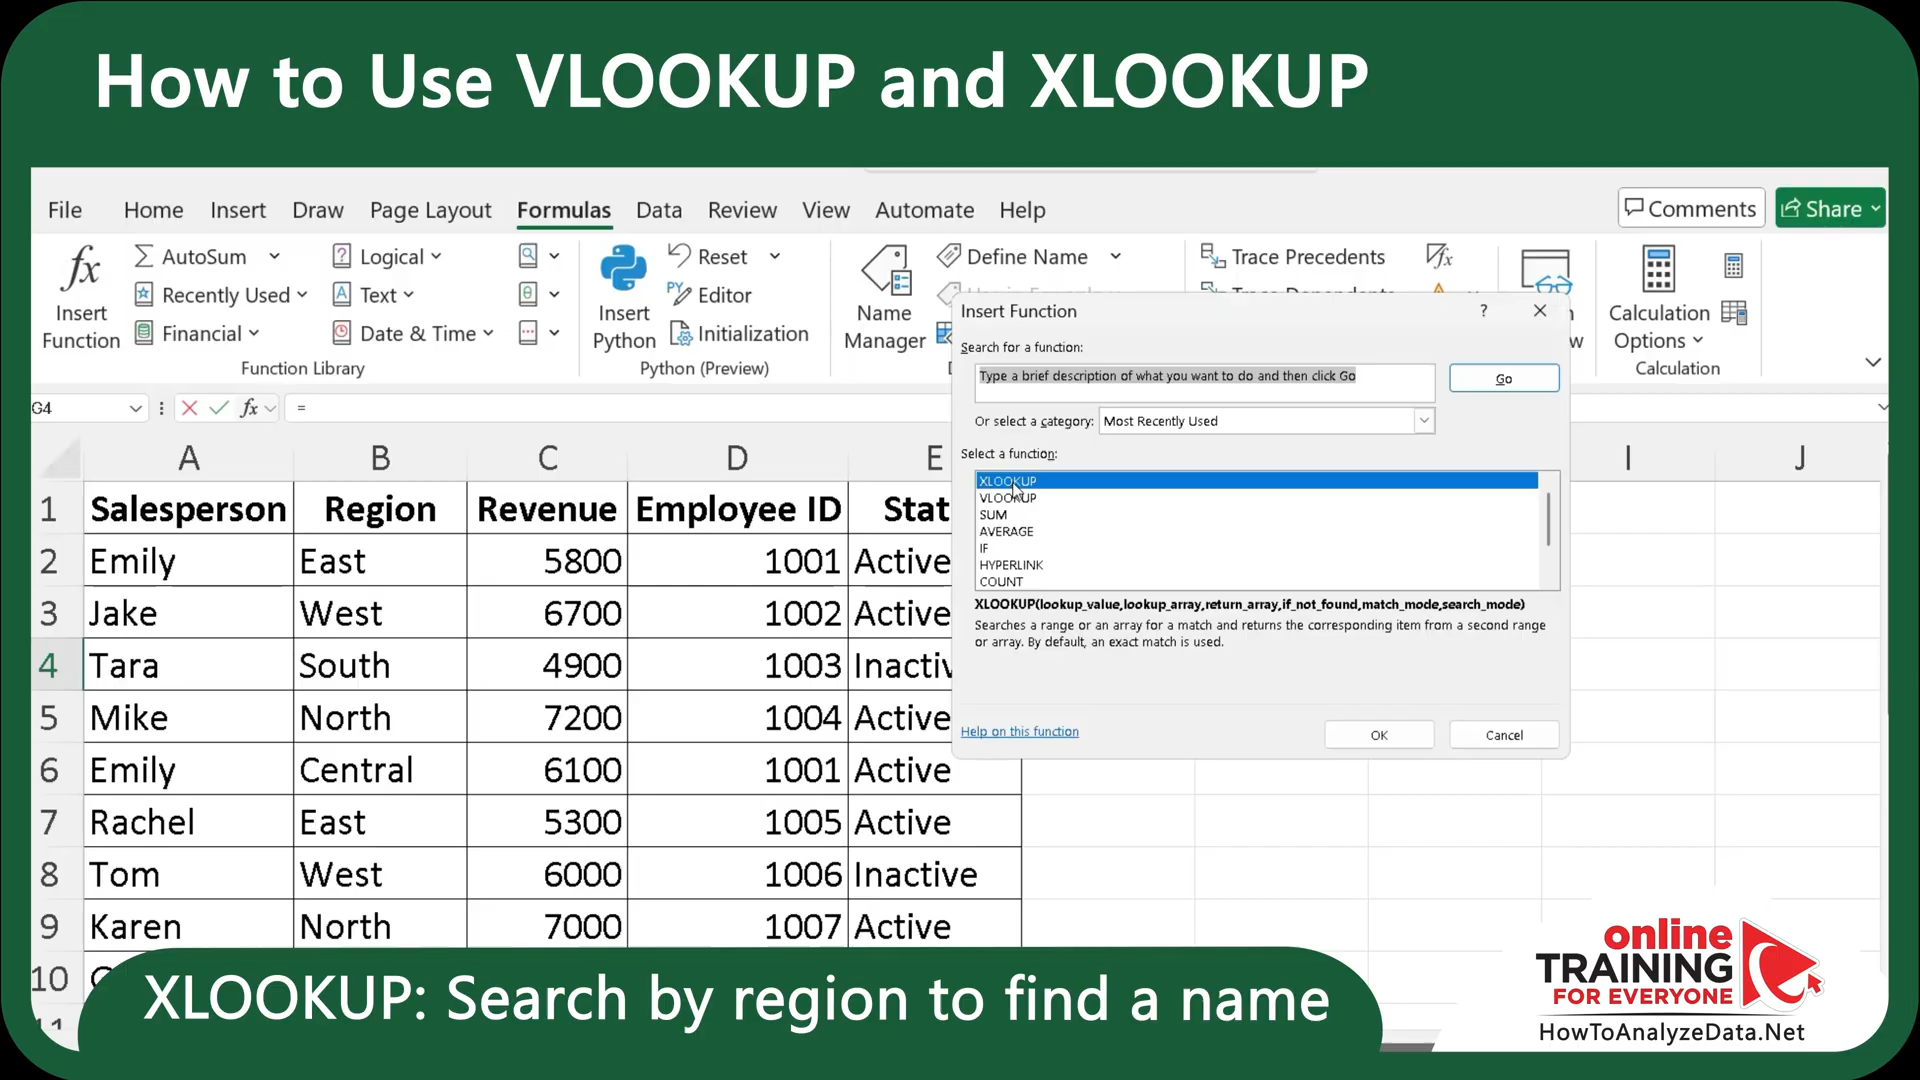 How to Use VLOOKUP and XLOOKUP
File Home Insert Draw Page Layout Formulas Data Review View Automate Help Comments Share
AutoSum Logical Reset Define Name Trace Precedents
Recently Used Text Editor
Insert Function Financial Date & Time Insert Python Initialization Name Manager Calculation Options
Function Library Python (Preview) Calculation
Insert Function ?
Search for a function:
Type a brief description of what you want to do and then click Go
Go
Or select a category: Most Recently Used
Select a function:
XLOOKUP
VLOOKUP
SUM
AVERAGE
IF
HYPERLINK
COUNT
XLOOKUP(lookup_value,lookup_array,return_array,if_not_found,match_mode,search_mode)
Searches a range or an array for a match and returns the corresponding item from a second range
or array. By default, an exact match is used.
Help on this function OK Cancel
G4 fx =
A B C D E I J
1 Salesperson Region Revenue Employee ID Stat
2 Emily East 5800 1001 Active
3 Jake West 6700 1002 Active
4 Tara South 4900 1003 Inactiv
5 Mike North 7200 1004 Active
6 Emily Central 6100 1001 Active
7 Rachel East 5300 1005 Active
8 Tom West 6000 1006 Inactive
9 Karen North 7000 1007 Active
10
XLOOKUP: Search by region to find a name
online
TRAINING
FOR EVERYONE
HowToAnalyzeData.Net